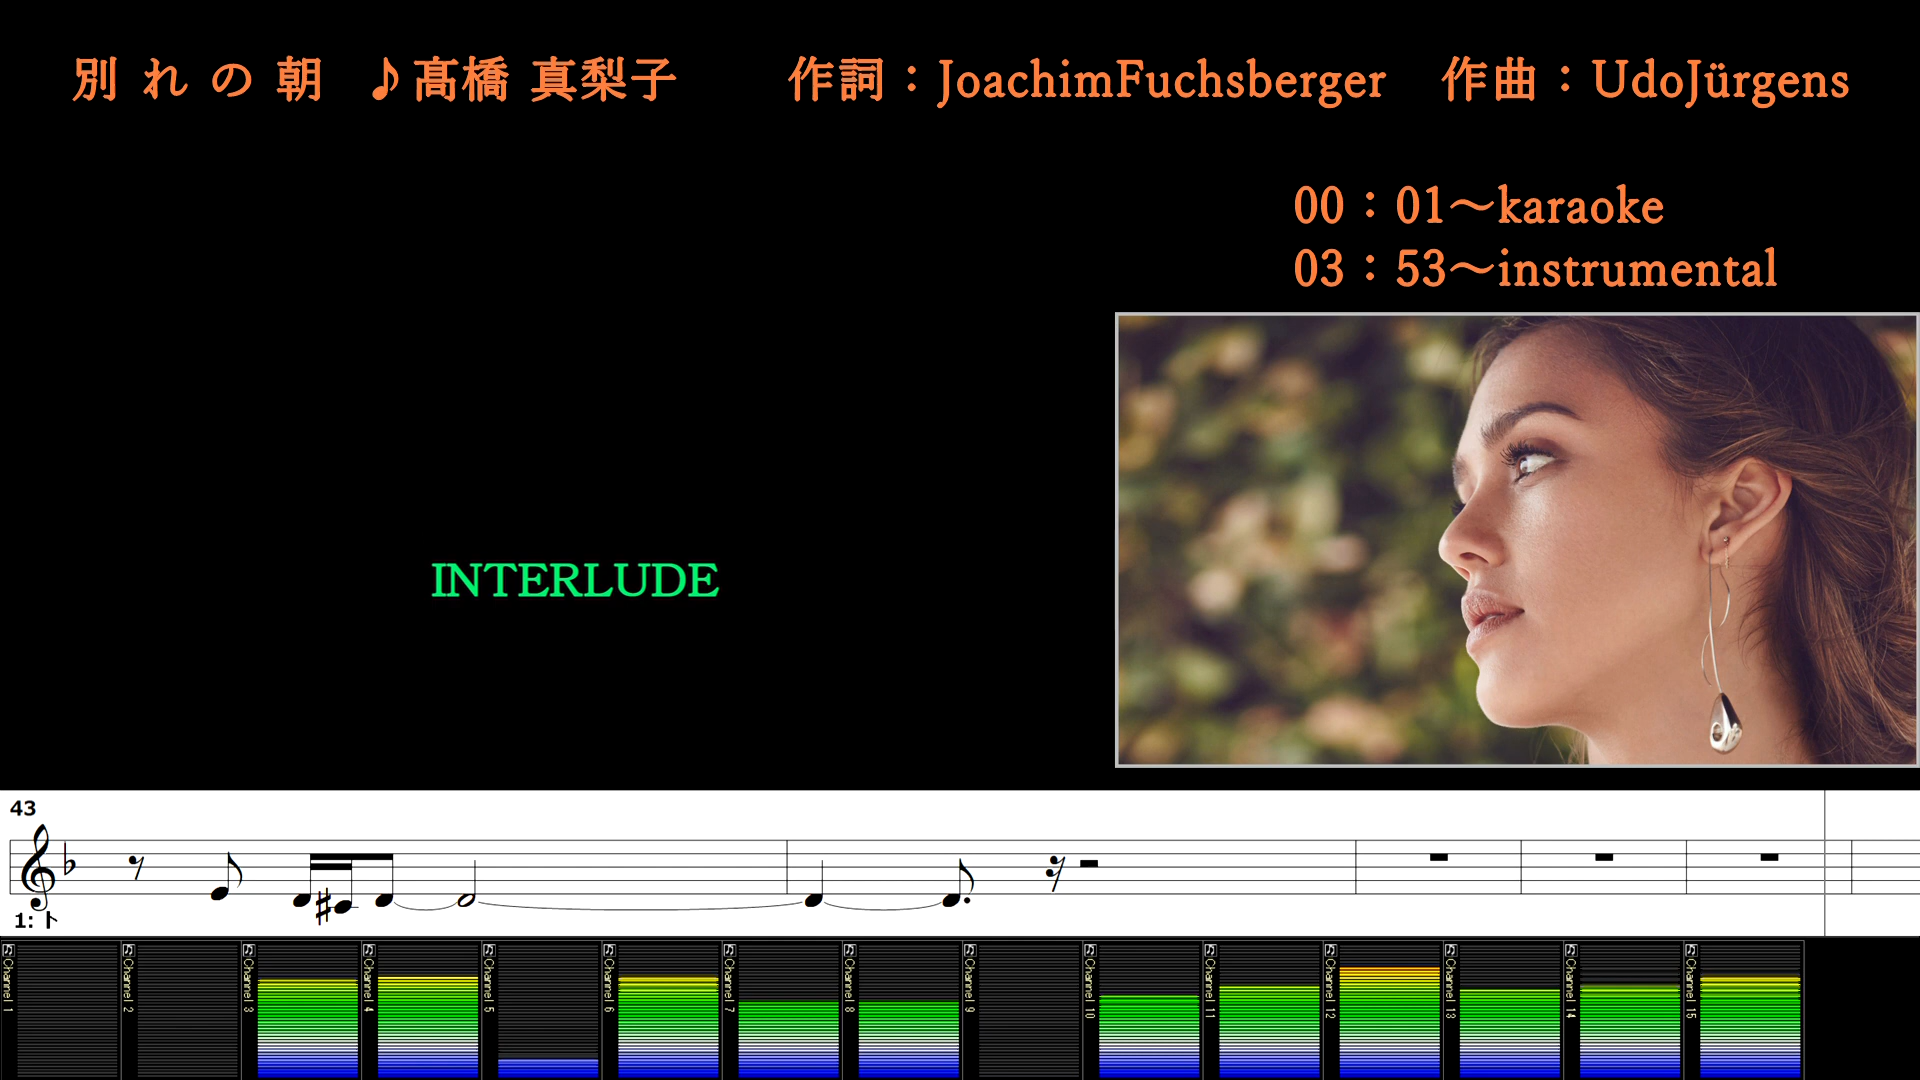 別れの朝 ♪髙橋 真梨子 作詞：JoachimFuchsberger 作曲：UdoJürgens
00：01～karaoke
03：53～instrumental
INTERLUDE
43
1: ト
Channel 1
Channel 2
Channel 3
Channel 4
Channel 5
Channel 6
Channel 7
Channel 8
Channel 9
Channel 10
Channel 11
Channel 12
Channel 13
Channel 14
Channel 15